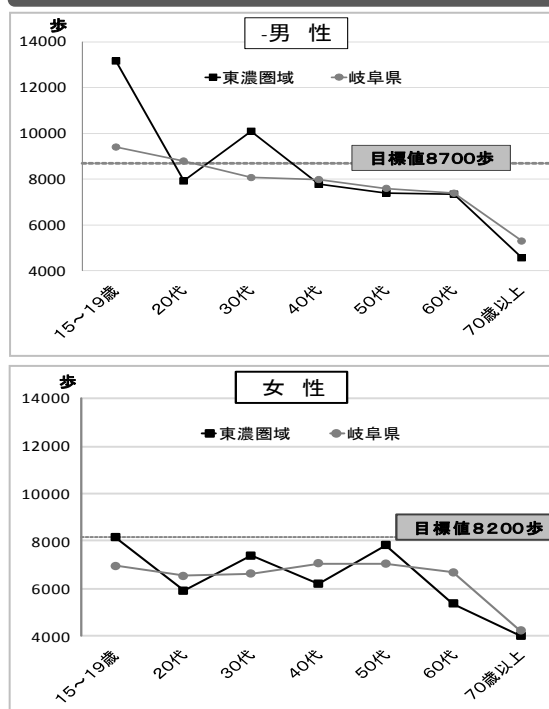 歩
-男 性
14000
12000
10000
8000
6000
4000
東濃圏域
岐阜県
目標値8700歩
15～19歳
20代
30代
40代
50代
60代
70歳以上
歩
女 性
14000
12000
10000
8000
6000
4000
東濃圏域
岐阜県
目標値8200歩
15～19歳
20代
30代
40代
50代
60代
70歳以上